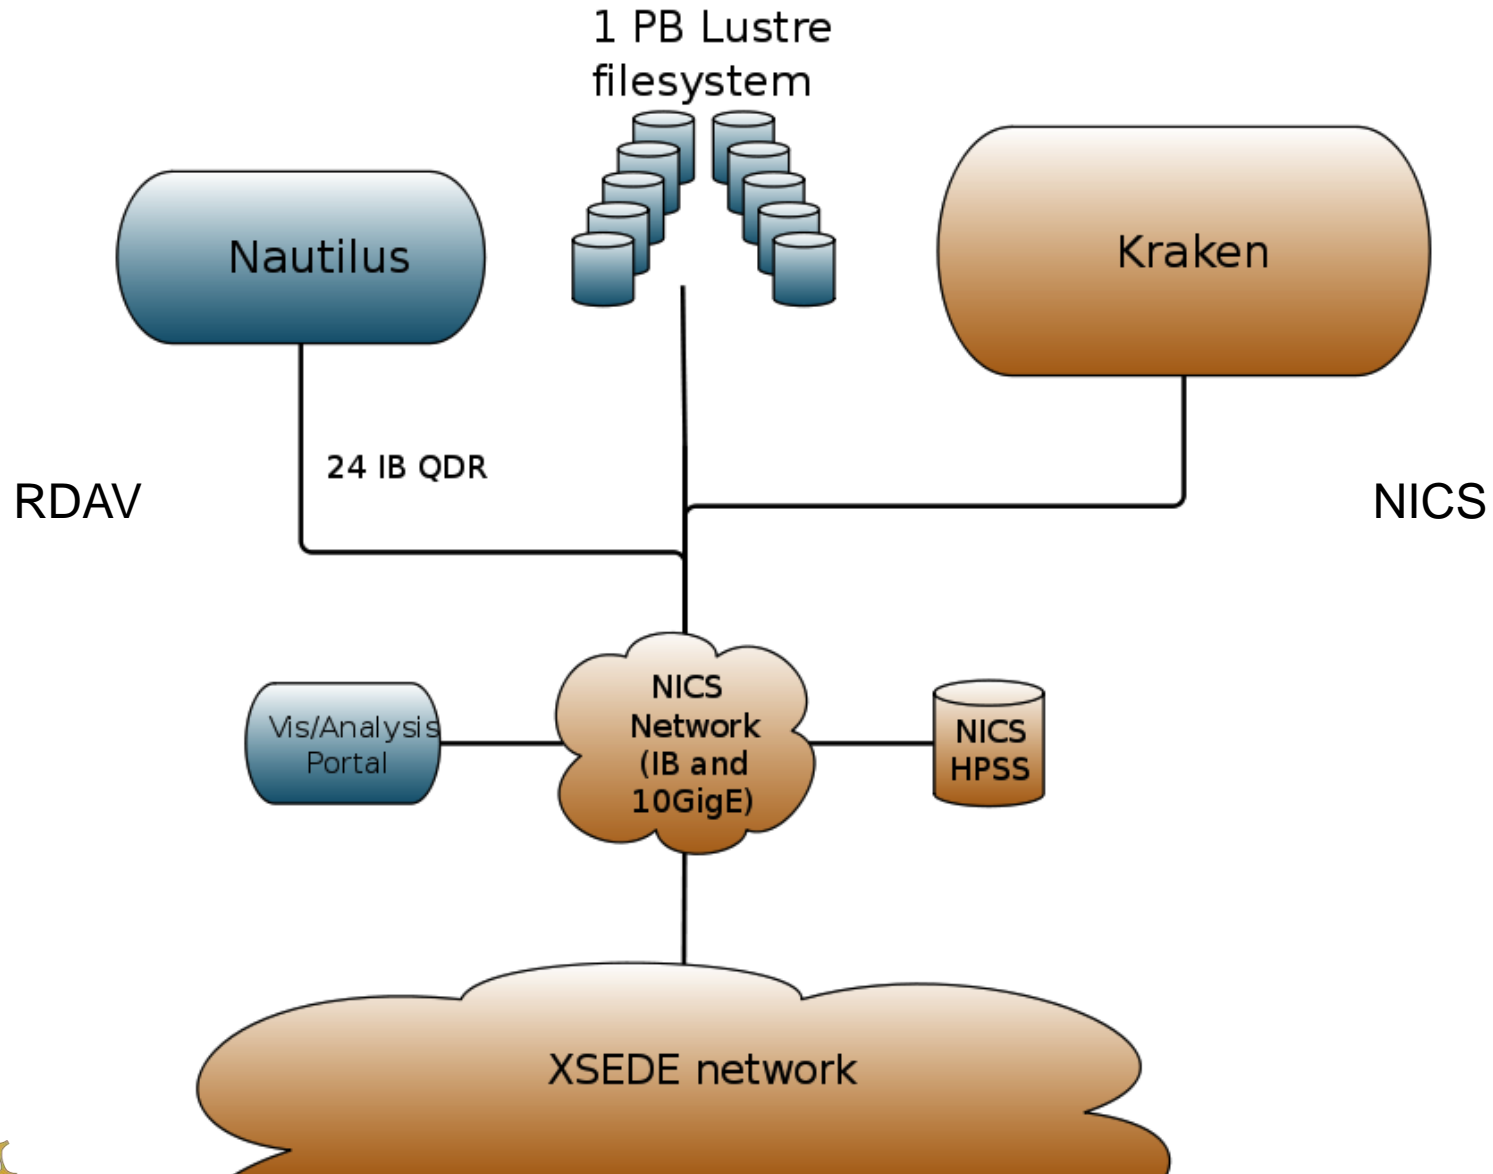 1 PB Lustre
filesystem
Nautilus
Kraken
24 IB QDR
RDAV
NICS
NICS
Network
(IB and
10GigE)
Vis/Analysis
Portal
NICS
HPSS
XSEDE network